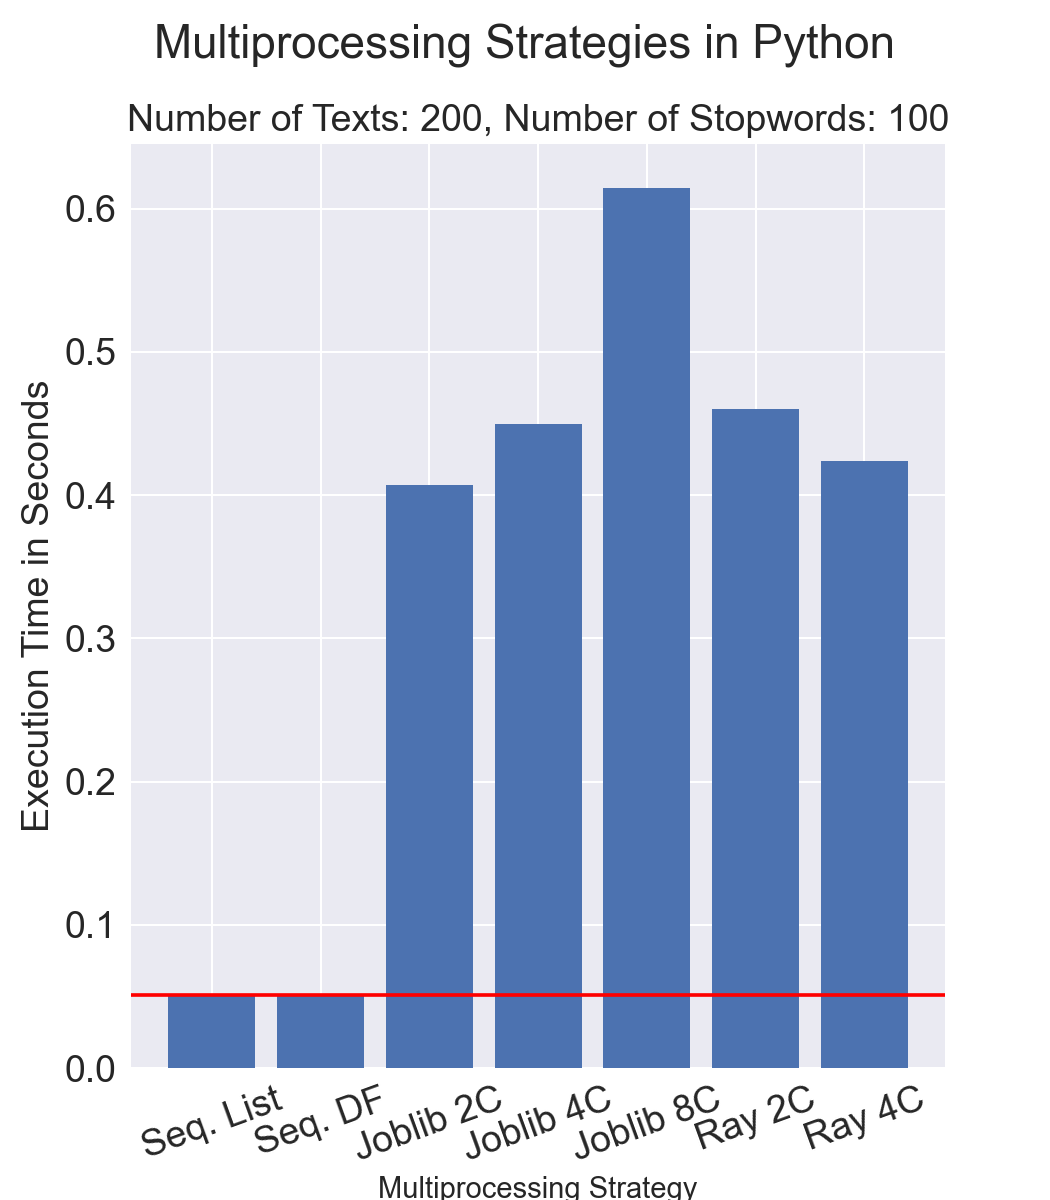 Multiprocessing Strategies in Python
Number of Texts: 200, Number of Stopwords: 100
Execution Time in Seconds
0.6
0.5
0.4
0.3
0.2
0.1
0.0
Seq. List
Seq. DF
Joblib 2C
Joblib 4C
Joblib 8C
Ray 2C
Ray 4C
Multiprocessing Strategy